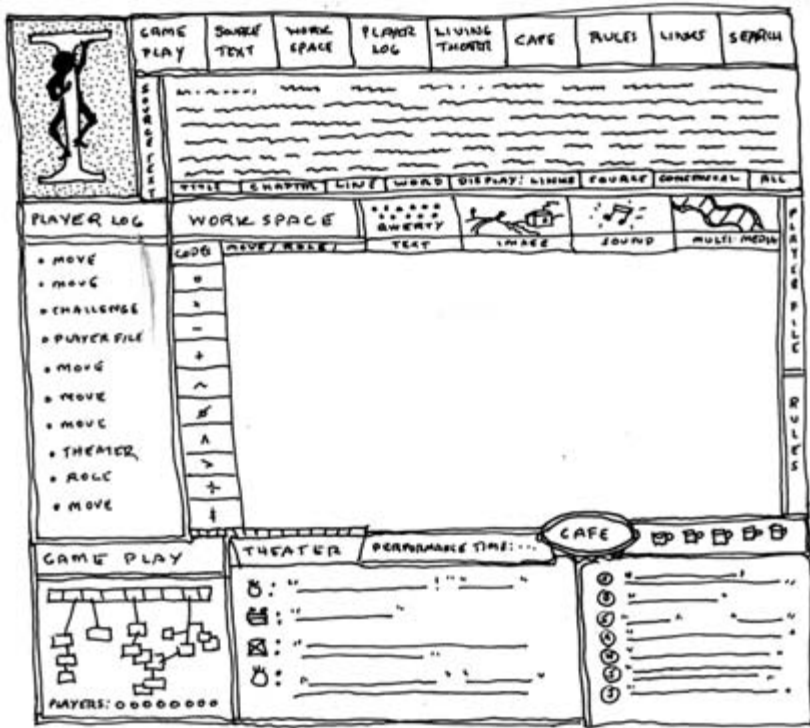 GAME PLAY
SOURCE TEXT
WORK SPACE
PLAYER LOG
LIVING THEATER
CAFE
RULES
LINKS
SEARCH
SOURCE TEXT
TITLE CHAPTER LINE WORD DISPLAY: LINKS SOURCE ALL
PLAYER LOG
WORK SPACE
QWERTY
CODES MOVE / ROLE / TEXT IMAGE SOUND MULTI MEDIA
PLAYER FILE
RULES
• MOVE
• MOVE
• CHALLENGE
• PLAYER FILE
• MOVE
• MOVE
• MOVE
• THEATER
• ROLE
• MOVE
GAME PLAY
PLAYERS:
THEATER
PERFORMANCE TIME: ...
CAFE